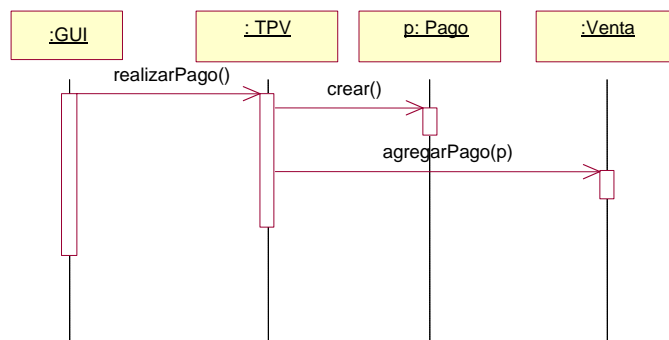 :GUI
: TPV
p: Pago
:Venta
realizarPago()
crear()
agregarPago(p)